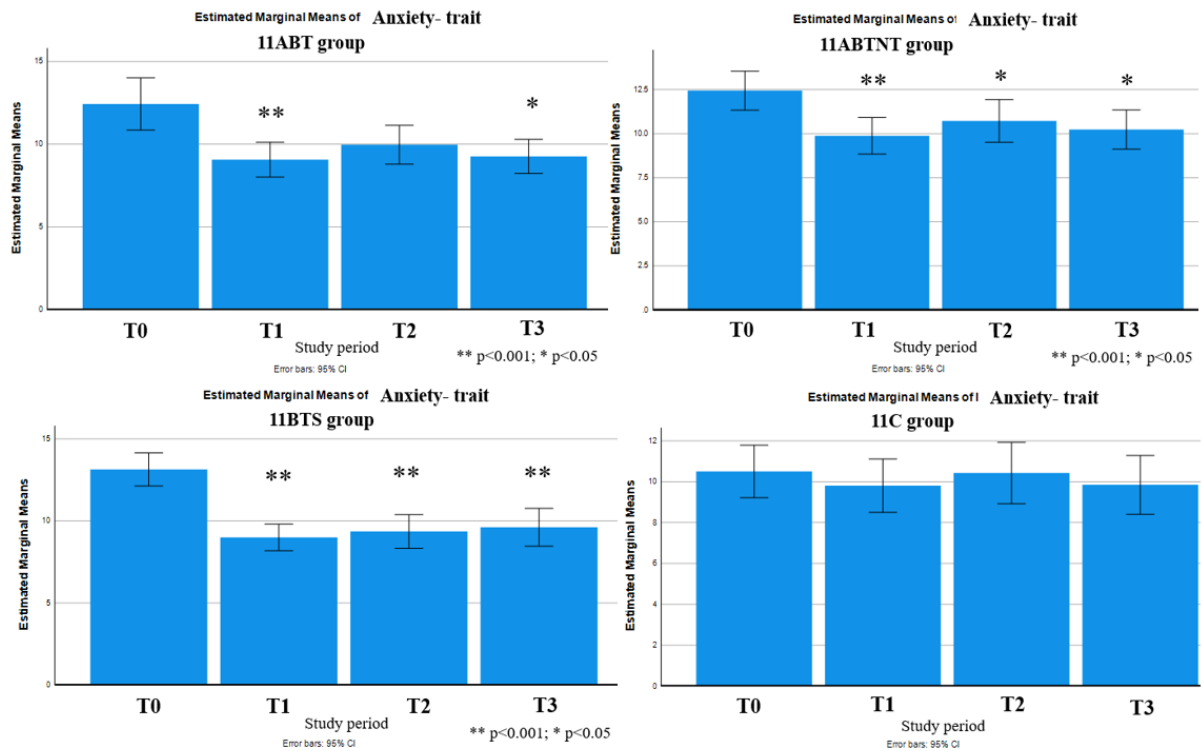 Estimated Marginal Means of Anxiety- trait
11ABT group
Estimated Marginal Means
15
10
5
0
** *
T0 T1 T2 T3
Study period
** p<0.001; * p<0.05
Error bars: 95% CI
Estimated Marginal Means of Anxiety- trait
11ABTNT group
Estimated Marginal Means
12.5
10.0
7.5
5.0
2.5
.0
** * *
T0 T1 T2 T3
Study period
** p<0.001; * p<0.05
Error bars: 95% CI
Estimated Marginal Means of Anxiety- trait
11BTS group
Estimated Marginal Means
15
10
5
0
** ** **
T0 T1 T2 T3
Study period
** p<0.001; * p<0.05
Error bars: 95% CI
Estimated Marginal Means of Anxiety- trait
11C group
Estimated Marginal Means
12
10
8
6
4
2
0
T0 T1 T2 T3
Study period
Error bars: 95% CI